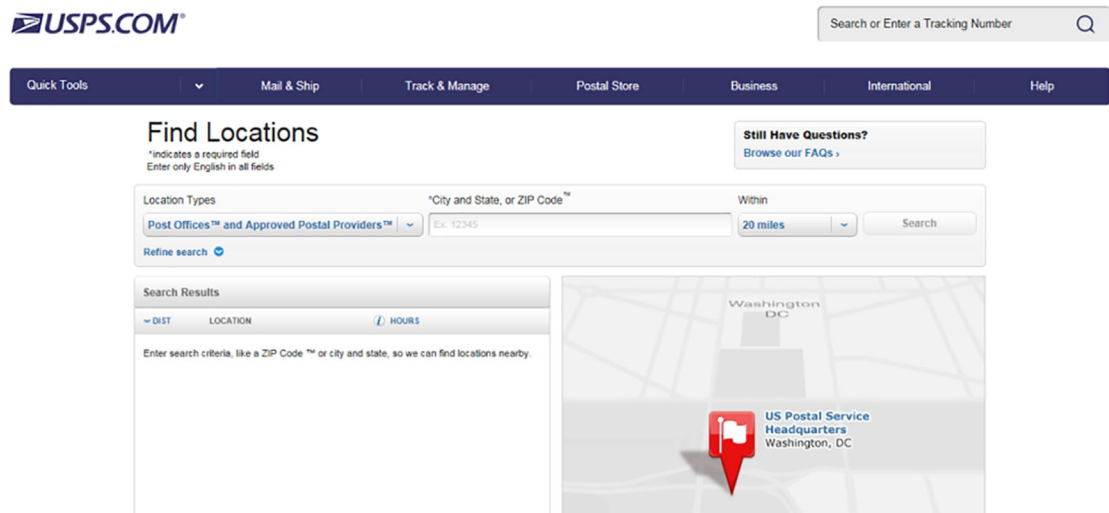 USPS.COM®
Search or Enter a Tracking Number
Quick Tools
Mail & Ship
Track & Manage
Postal Store
Business
International
Help
Find Locations
*indicates a required field
Enter only English in all fields
Still Have Questions?
Browse our FAQs ›
Location Types
*City and State, or ZIP Code™
Within
Post Offices™ and Approved Postal Providers™
Ex. 12345
20 miles
Search
Refine search
Search Results
DIST
LOCATION
i HOURS
Enter search criteria, like a ZIP Code ™ or city and state, so we can find locations nearby.
Washington
DC
US Postal Service
Headquarters
Washington, DC